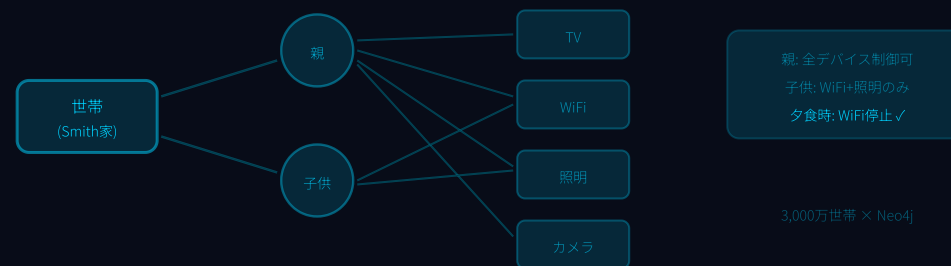 世帯
(Smith家)
親
子供
TV
WiFi
照明
カメラ
親: 全デバイス制御可
子供: WiFi+照明のみ
夕食時: WiFi停止 ✓
3,000万世帯 × Neo4j